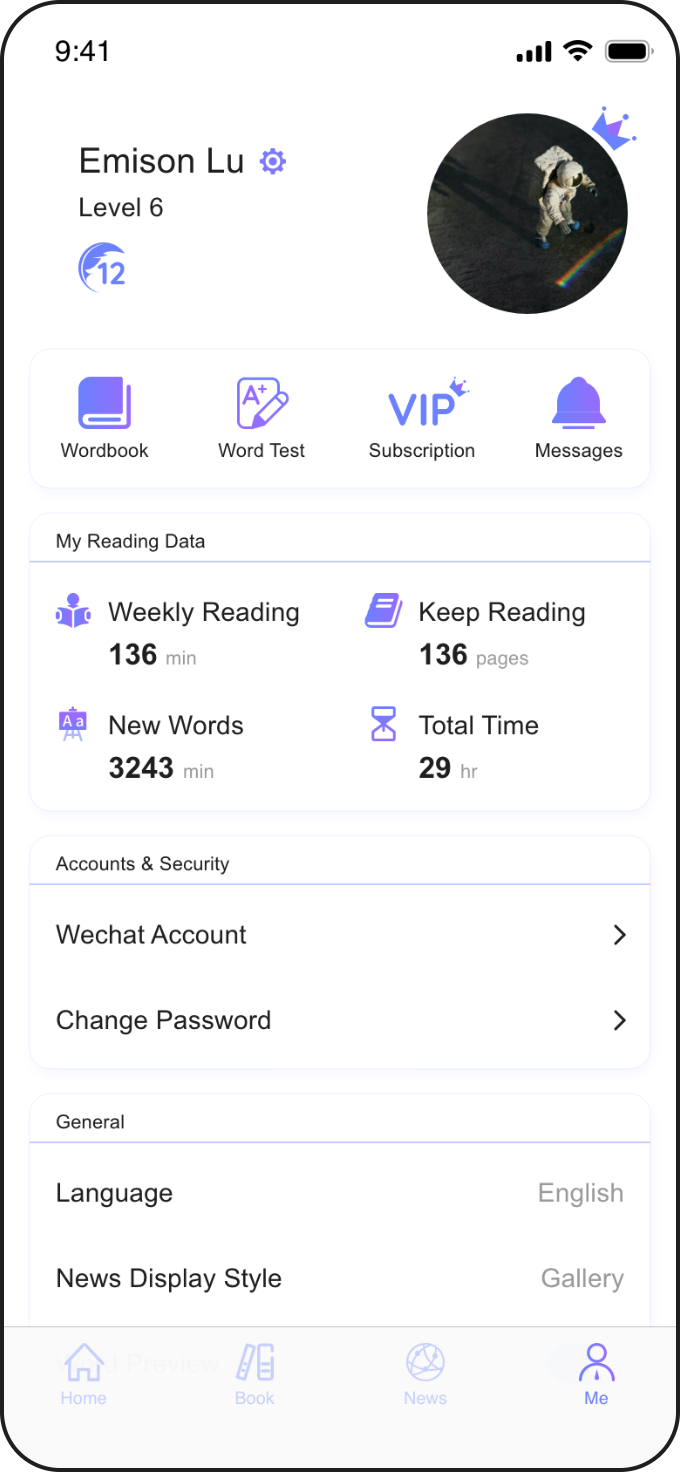 9:41
Emison Lu
Level 6
12
Wordbook
Word Test
VIP
Subscription
Messages
A+
My Reading Data
Weekly Reading
136 min
Keep Reading
136 pages
Aa
New Words
3243 min
Total Time
29 hr
Accounts & Security
Wechat Account
Change Password
General
Language
English
News Display Style
Gallery
Word Preview
Home
Book
News
Me